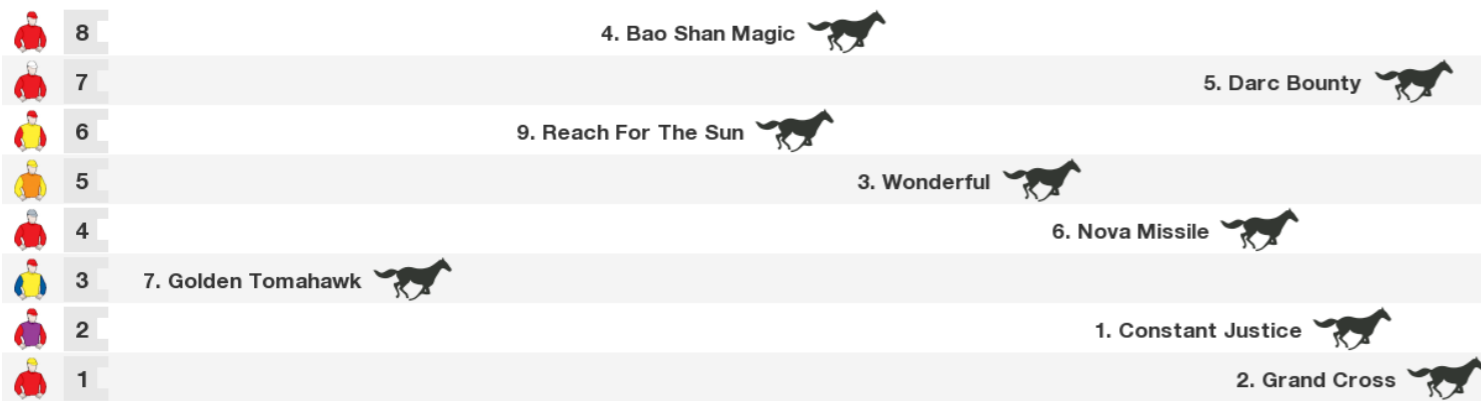 8 4. Bao Shan Magic
7 5. Darc Bounty
6 9. Reach For The Sun
5 3. Wonderful
4 6. Nova Missile
3 7. Golden Tomahawk
2 1. Constant Justice
1 2. Grand Cross